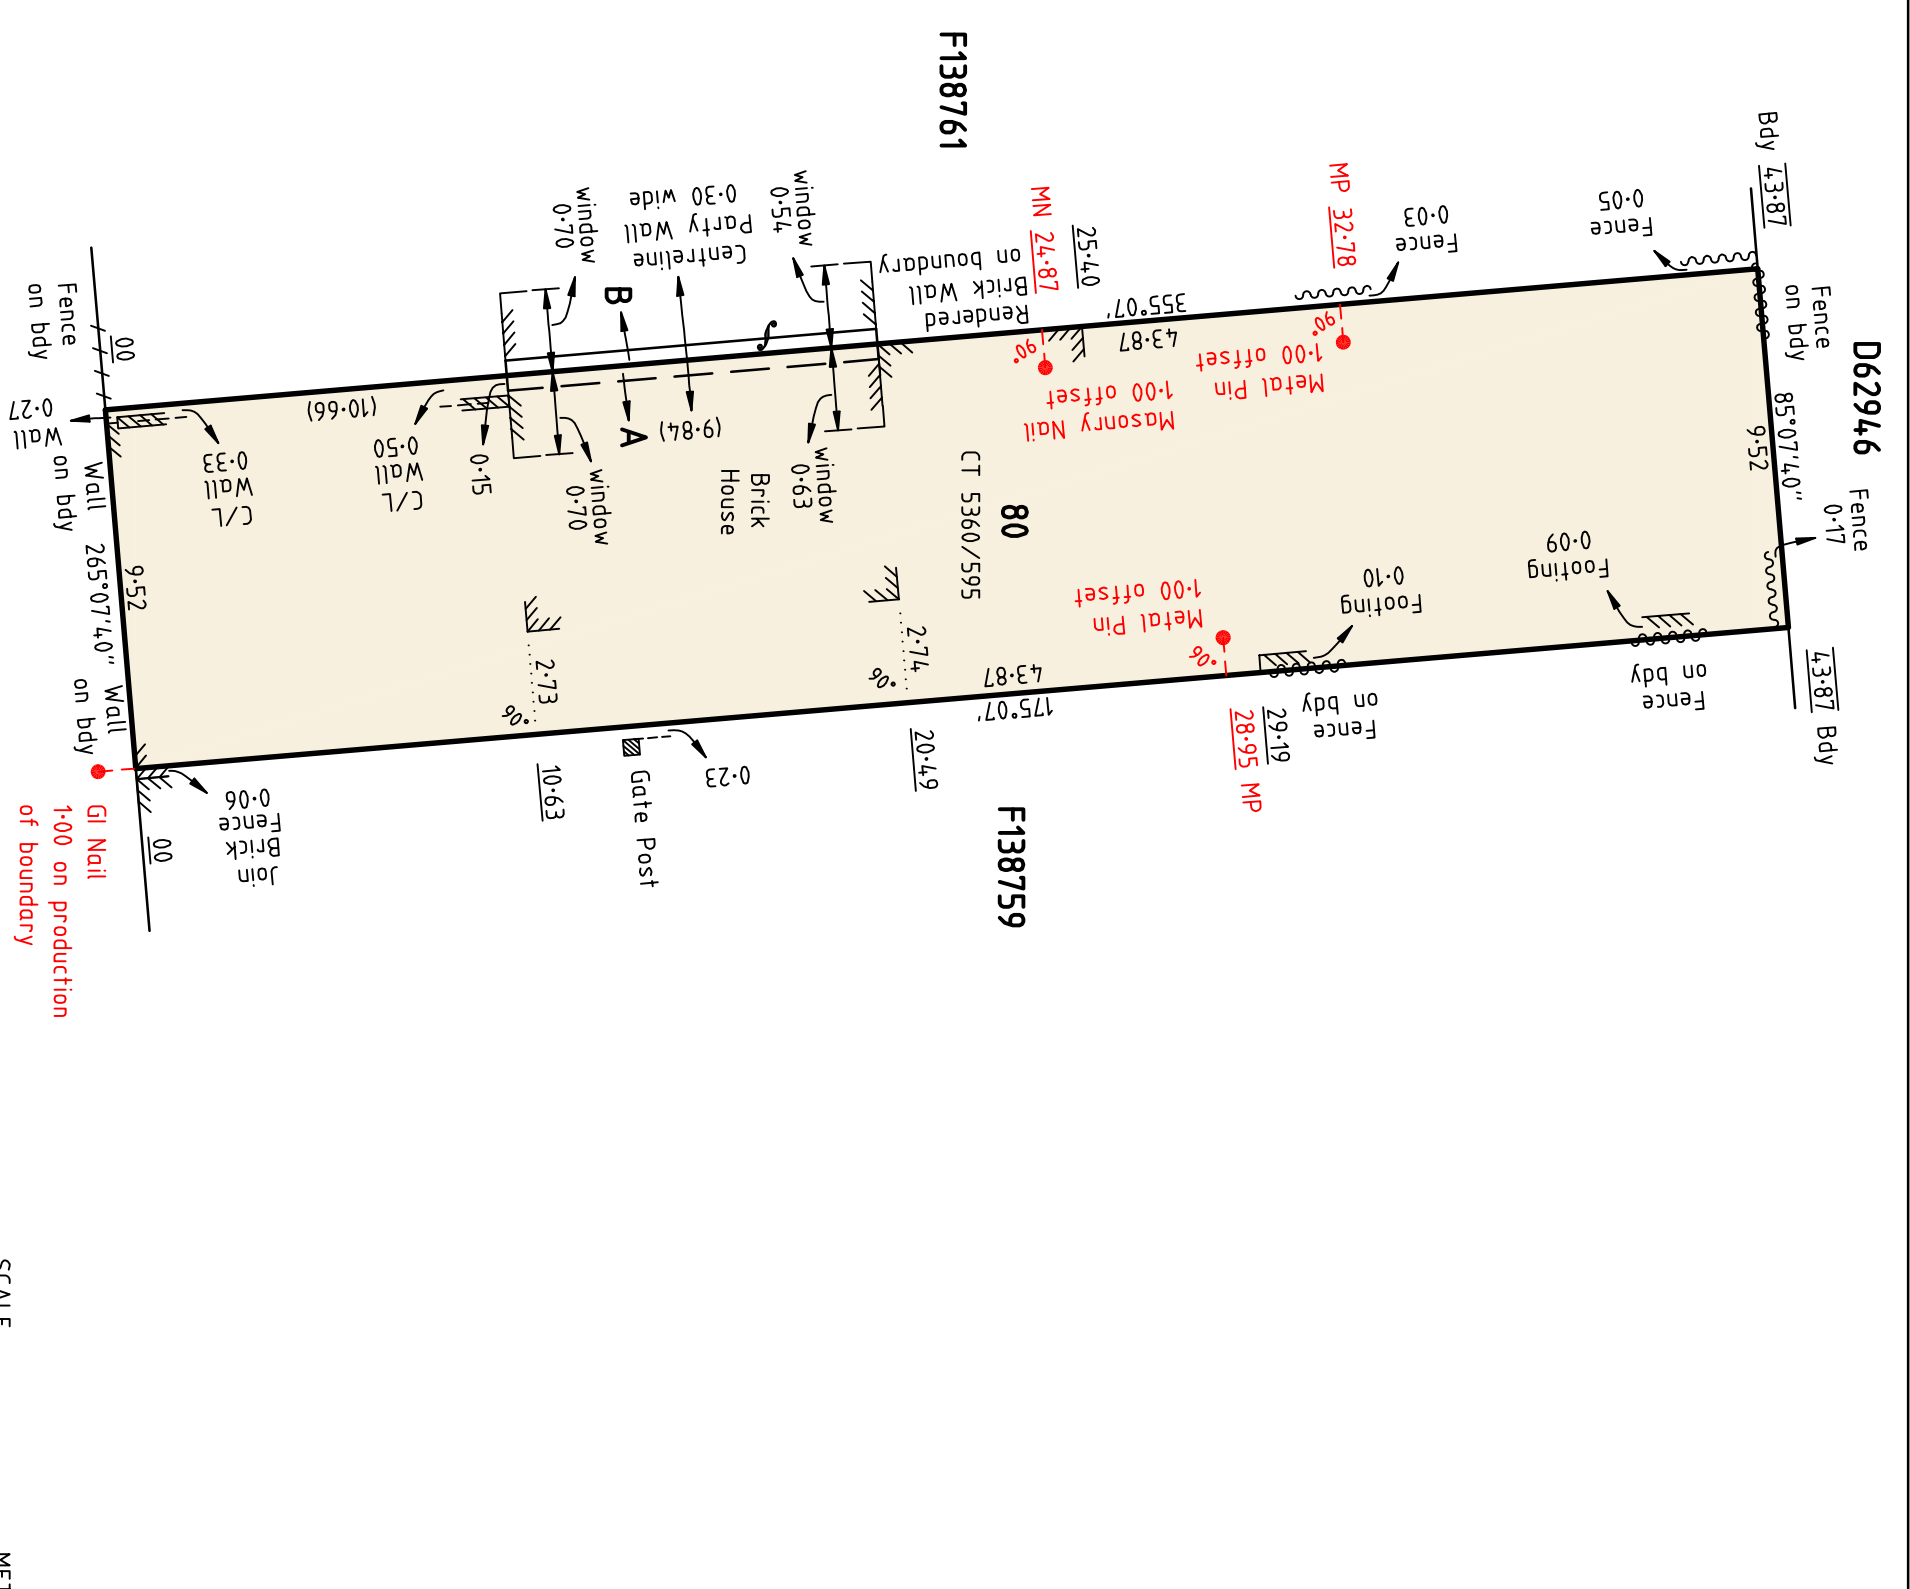 F138761
Bdy 43·87
Fence
0·05
Fence
on bdy
D62946
85°07'40"
9·52
Fence
0·17
43·87 Bdy
MP 32·78
Fence
0·03
25·40
MN 24·87
Rendered
Brick Wall
on boundary
355°07'
43·87
90°
Metal Pin
1·00 offset
90°
Masonry Nail
1·00 offset
window
0·54
Centreline
Party Wall
0·30 wide
window
0·70
B
A
ʃ
(9·84)
window
0·63
window
0·70
Brick
House
80
CT 5360/595
0·15
C/L
Wall
0·50
(10·66)
C/L
Wall
0·33
00
Fence
on bdy
Wall
0·27
Wall
on bdy
265°07'40"
9·52
Wall
on bdy
GI Nail
1·00 on production
of boundary
00
Join
Brick
Fence
0·06
2·73
90°
10·63
Gate Post
0·23
2·74
90°
20·49
43·87
175°07'
F138759
Metal Pin
1·00 offset
90°
28·95 MP
29·19
Footing
0·10
Fence
on bdy
Footing
0·09
Fence
on bdy
SCALE